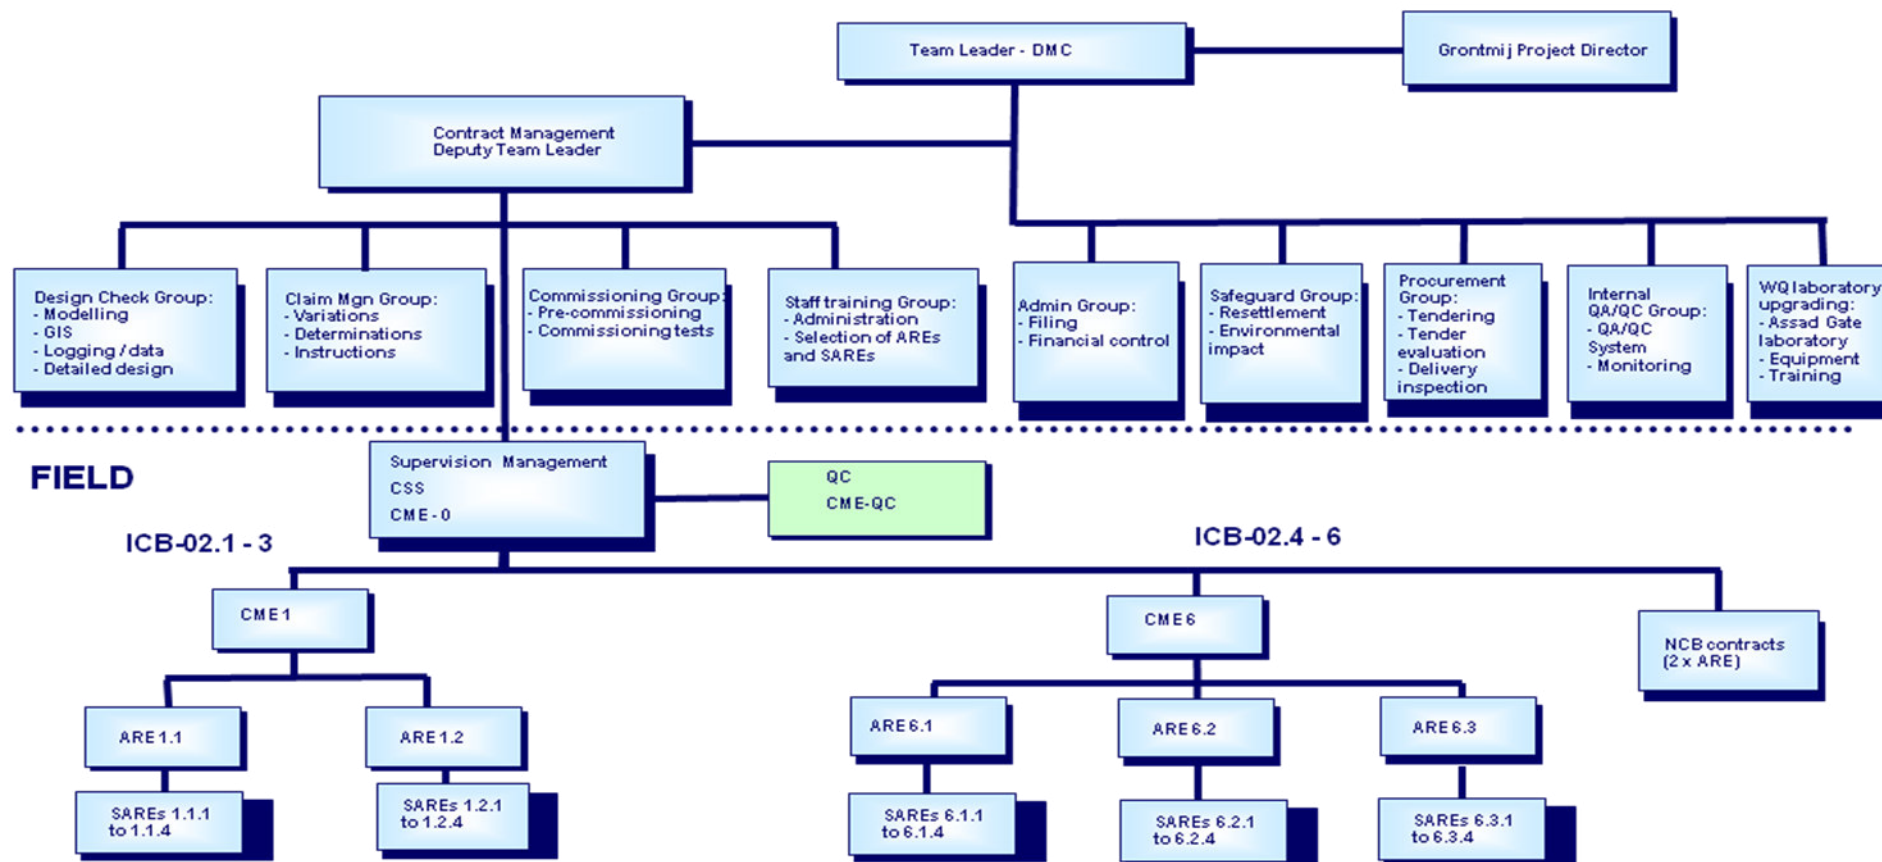 Team Leader - DMC
Grontmij Project Director
Contract Management
Deputy Team Leader
Design Check Group:
- Modelling
- GIS
- Logging / data
- Detailed design
Claim Mgn Group:
- Variations
- Determinations
- Instructions
Commissioning Group:
- Pre-commissioning
- Commissioning tests
Staff training Group:
- Administration
- Selection of AREs
and SAREs
Admin Group:
- Filing
- Financial control
Safeguard Group:
- Resettlement
- Environmental
impact
Procurement
Group:
- Tendering
- Tender
evaluation
- Delivery
inspection
Internal
QA/QC Group:
- QA/QC
System
- Monitoring
WQ laboratory
upgrading:
- Assad Gate
laboratory
- Equipment
- Training
FIELD
Supervision Management
CSS
CME - 0
QC
CME-QC
ICB-02.1 - 3
ICB-02.4 - 6
CME 1
CME 6
NCB contracts
(2 x ARE)
ARE 1.1
ARE 1.2
ARE 6.1
ARE 6.2
ARE 6.3
SAREs 1.1.1
to 1.1.4
SAREs 1.2.1
to 1.2.4
SAREs 6.1.1
to 6.1.4
SAREs 6.2.1
to 6.2.4
SAREs 6.3.1
to 6.3.4